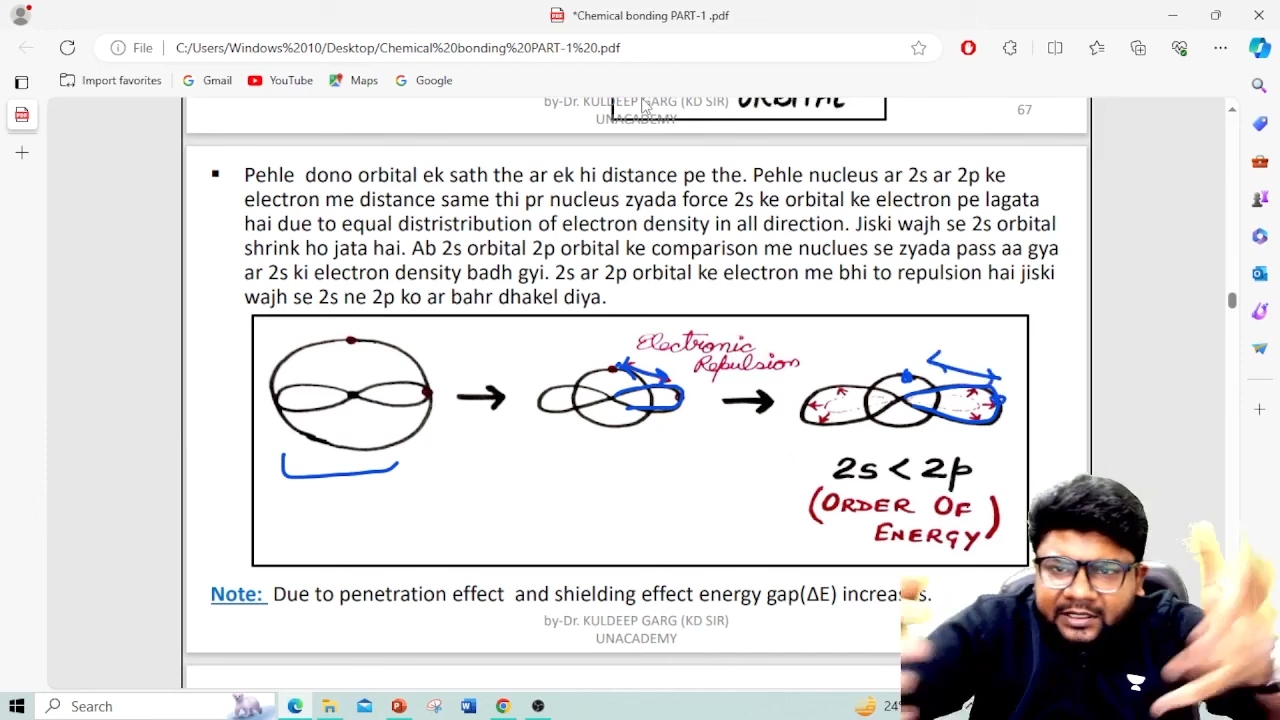 *Chemical bonding PART-1 .pdf
File C:/Users/Windows%2010/Desktop/Chemical%20bonding%20PART-1%20.pdf
Import favorites Gmail YouTube Maps Google
by-Dr. KULDEEP GARG (KD SIR)
UNACADEMY
ORBITAL
67
▪ Pehle dono orbital ek sath the ar ek hi distance pe the. Pehle nucleus ar 2s ar 2p ke
electron me distance same thi pr nucleus zyada force 2s ke orbital ke electron pe lagata
hai due to equal distristribution of electron density in all direction. Jiski wajh se 2s orbital
shrink ho jata hai. Ab 2s orbital 2p orbital ke comparison me nuclues se zyada pass aa gya
ar 2s ki electron density badh gyi. 2s ar 2p orbital ke electron me bhi to repulsion hai jiski
wajh se 2s ne 2p ko ar bahr dhakel diya.
Electronic
Repulsion
2s < 2p
(ORDER OF
ENERGY)
Note: Due to penetration effect and shielding effect energy gap(ΔE)
by-Dr. KULDEEP GARG (KD SIR)
UNACADEMY
Search